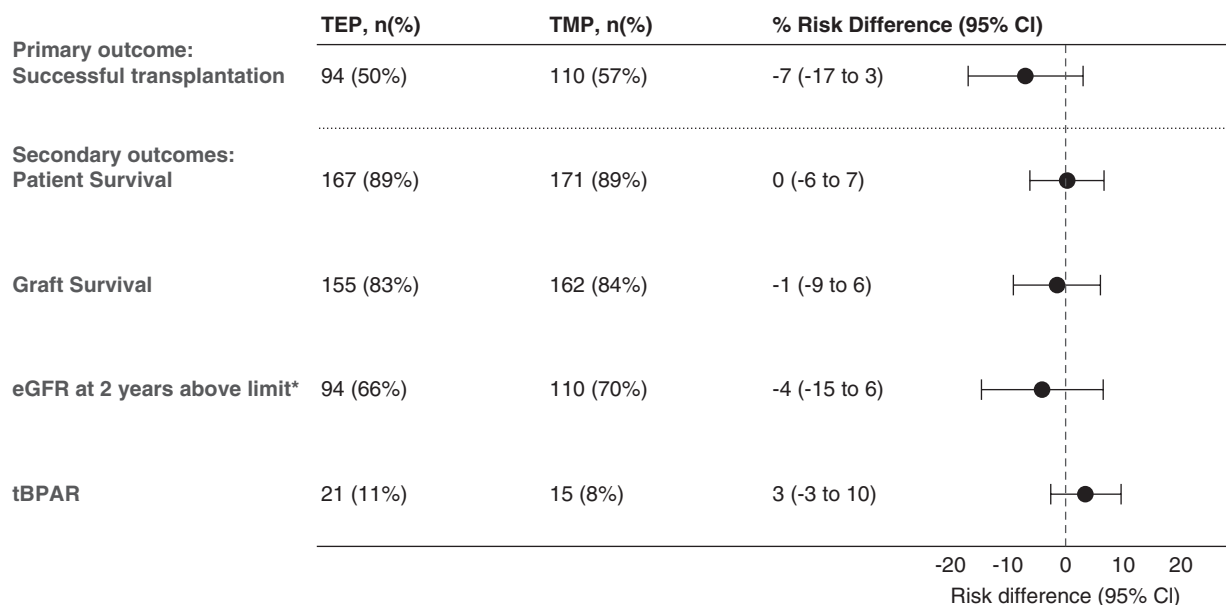 TEP, n(%) TMP, n(%) % Risk Difference (95% CI)
Primary outcome:
Successful transplantation 94 (50%) 110 (57%) -7 (-17 to 3)
Secondary outcomes:
Patient Survival 167 (89%) 171 (89%) 0 (-6 to 7)
Graft Survival 155 (83%) 162 (84%) -1 (-9 to 6)
eGFR at 2 years above limit* 94 (66%) 110 (70%) -4 (-15 to 6)
tBPAR 21 (11%) 15 (8%) 3 (-3 to 10)
-20 -10 0 10 20
Risk difference (95% CI)